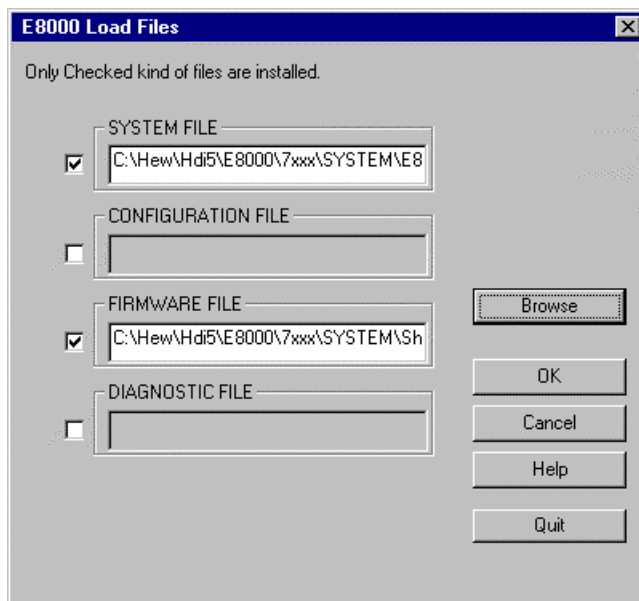 E8000 Load Files
Only Checked kind of files are installed.
SYSTEM FILE
C:\Hew\Hdi5\E8000\7xxx\SYSTEM\E8
CONFIGURATION FILE
FIRMWARE FILE
C:\Hew\Hdi5\E8000\7xxx\SYSTEM\Sh
DIAGNOSTIC FILE
Browse
OK
Cancel
Help
Quit